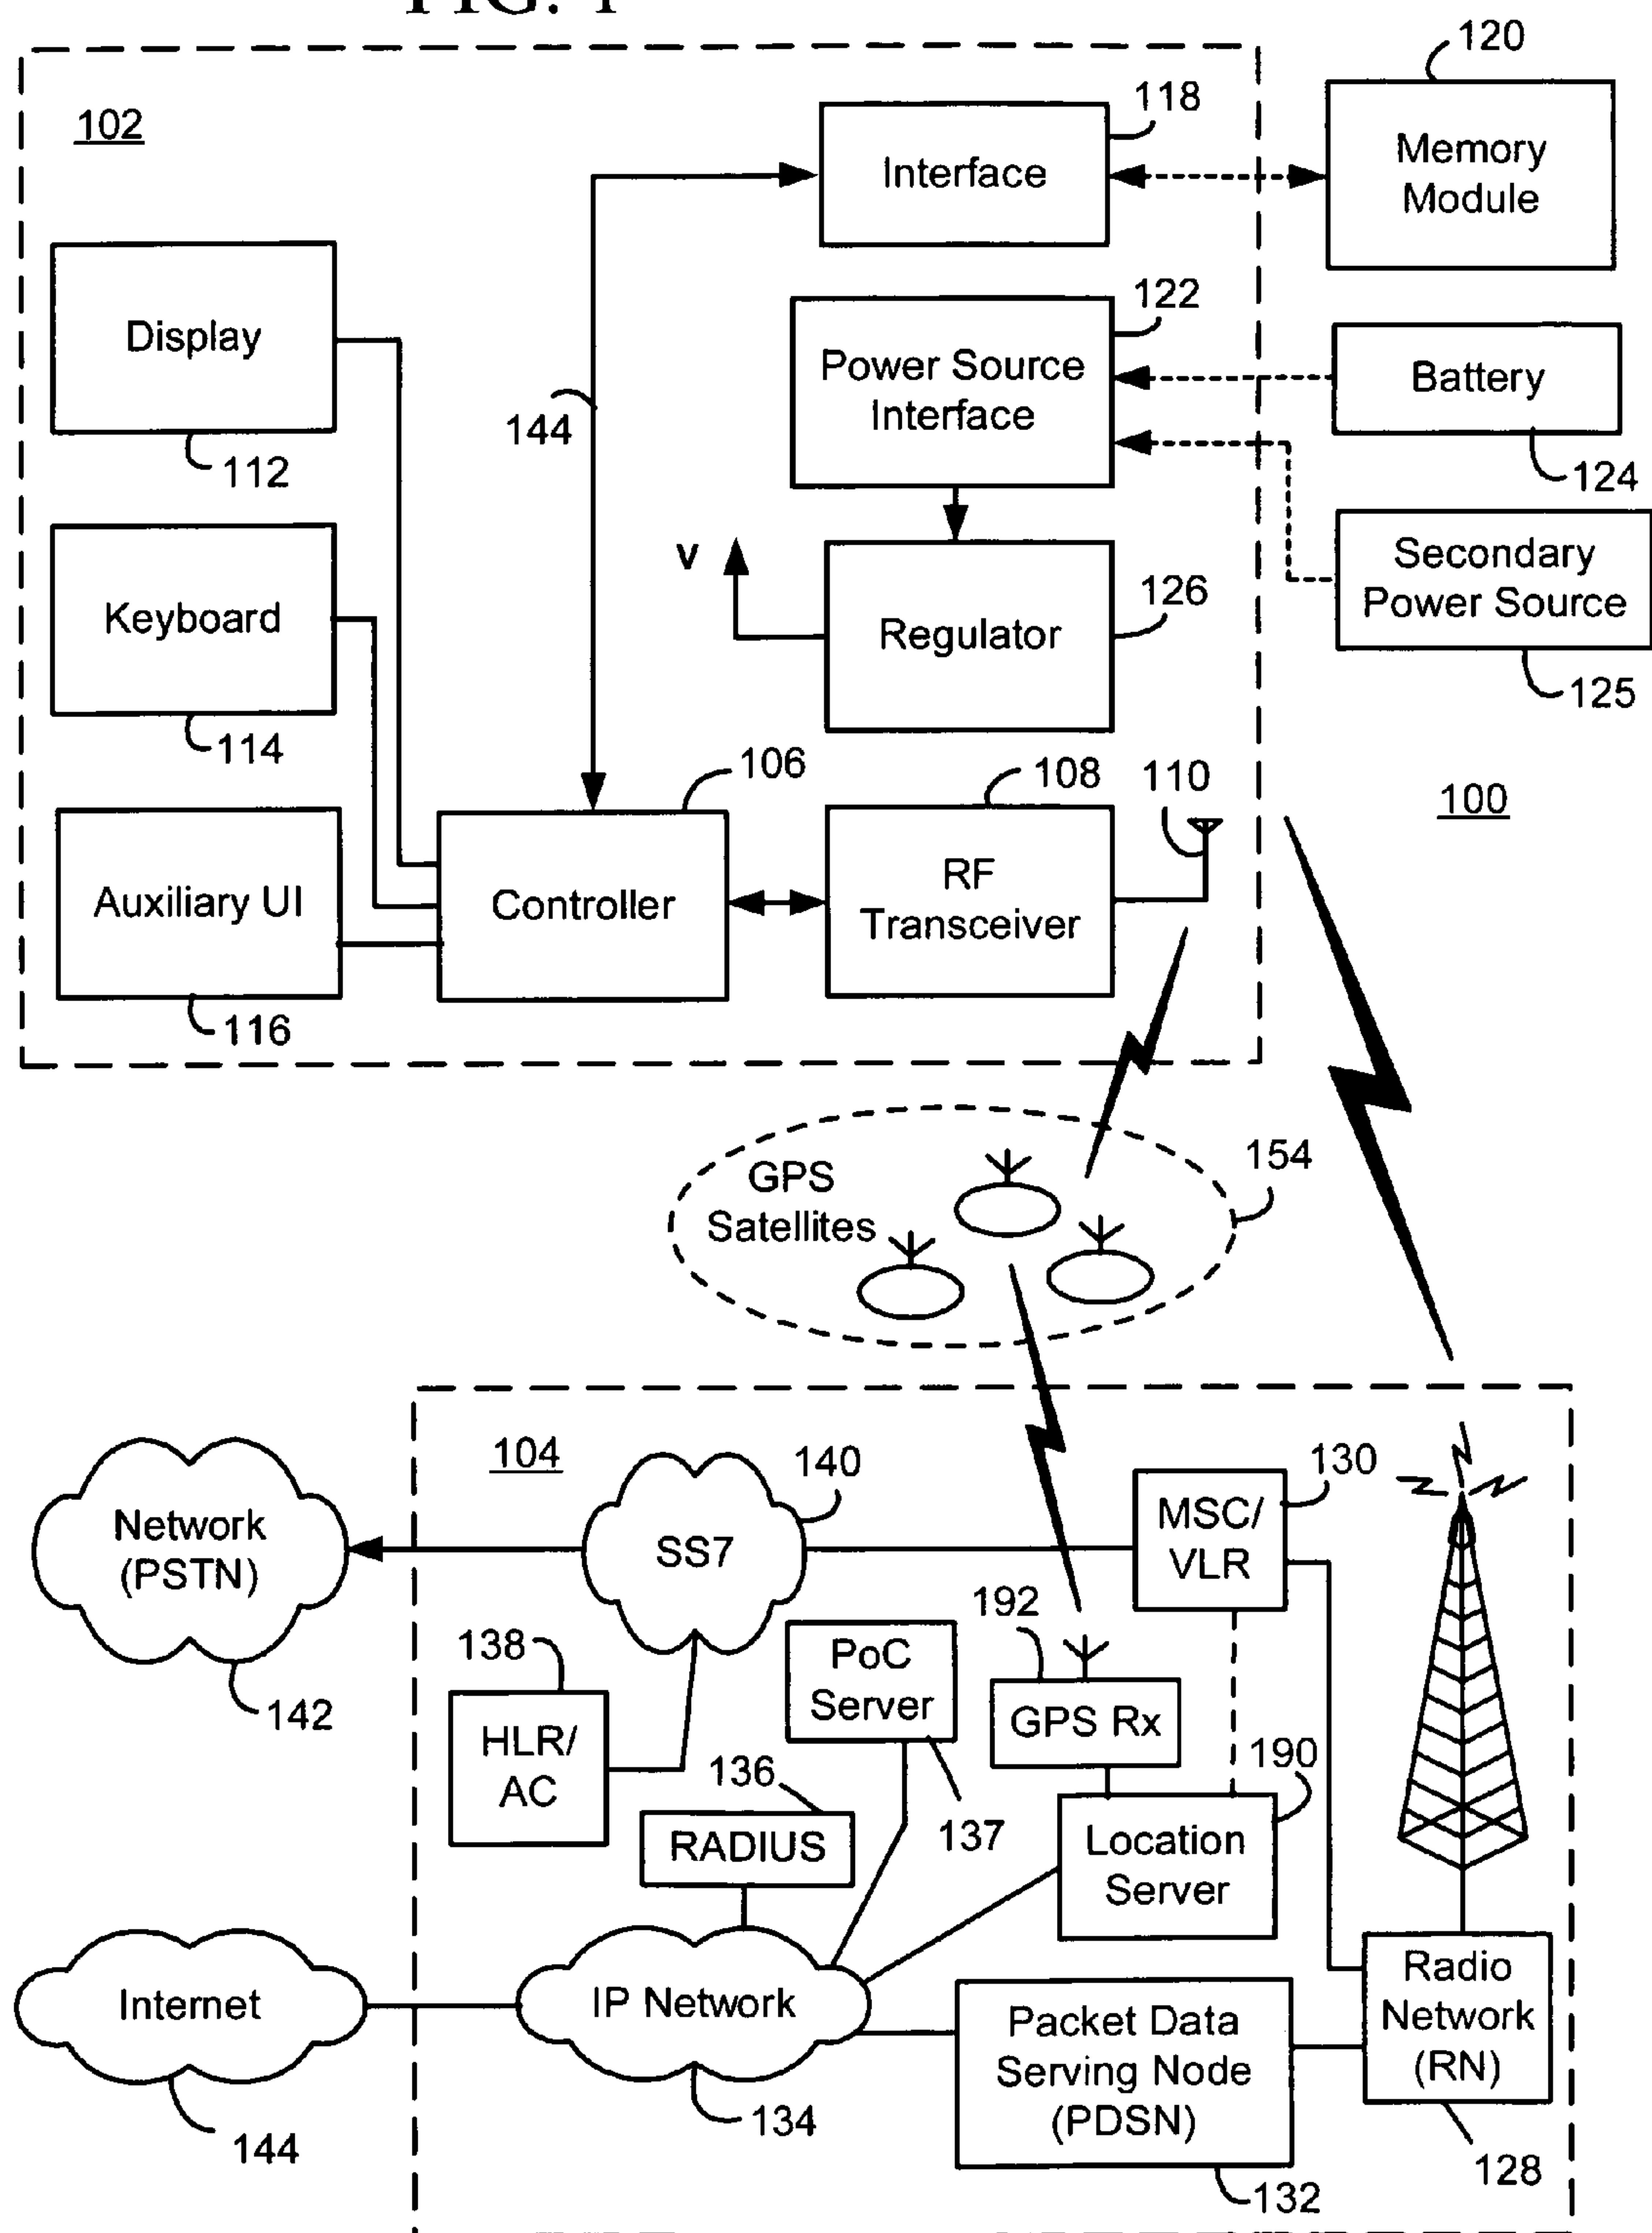 FIG. 1
102
120
118
Interface
Memory
Module
Display
112
144
122
Power Source
Interface
Battery
124
Keyboard
114
V
Regulator
126
Secondary
Power Source
125
106
108
110
100
Auxiliary UI
116
Controller
RF
Transceiver
GPS
Satellites
154
104
140
130
Network
(PSTN)
142
SS7
MSC/
VLR
138
HLR/
AC
PoC
Server
137
192
GPS Rx
190
136
RADIUS
Location
Server
Internet
144
IP Network
134
Packet Data
Serving Node
(PDSN)
132
Radio
Network
(RN)
128